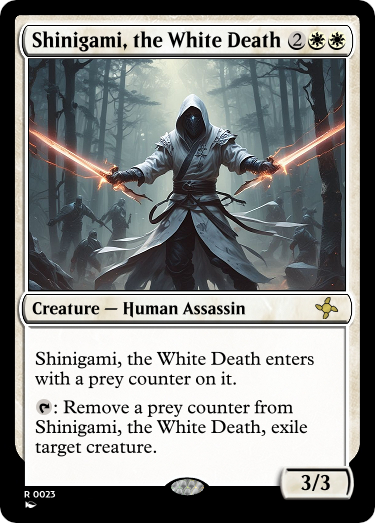 Shinigami, the White Death 2
Creature — Human Assassin
Shinigami, the White Death enters
with a prey counter on it.
: Remove a prey counter from
Shinigami, the White Death, exile
target creature.
3/3
R 0023